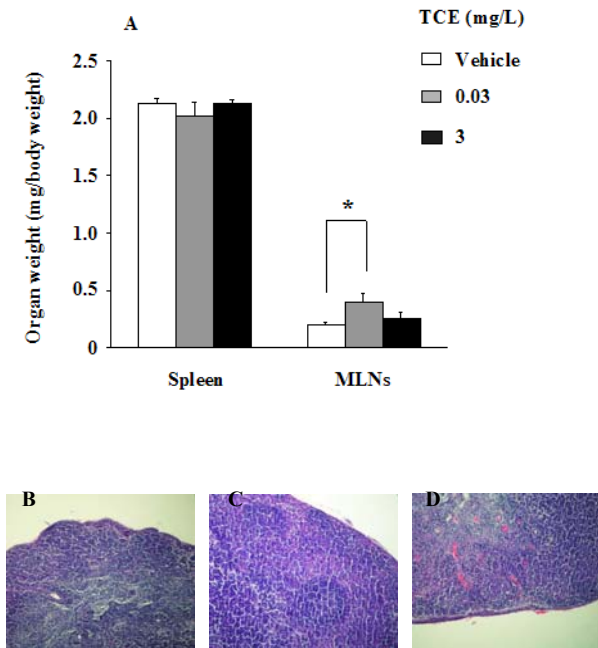 A
TCE (mg/L)
Vehicle
0.03
3
Organ weight (mg/body weight)
2.5
2.0
1.5
1.0
0.5
0
*
Spleen
MLNs
B
C
D